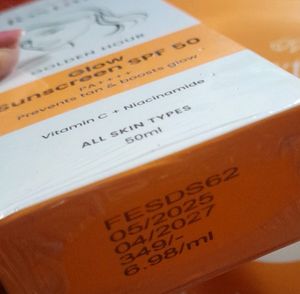 GOLDEN HOUR
Glow
Sunscreen SPF 50
PA++++
Prevents tan & boosts glow
Vitamin C + Niacinamide
ALL SKIN TYPES
50ml
FESDS62
05/2025
04/2027
349/-
6.98/ml